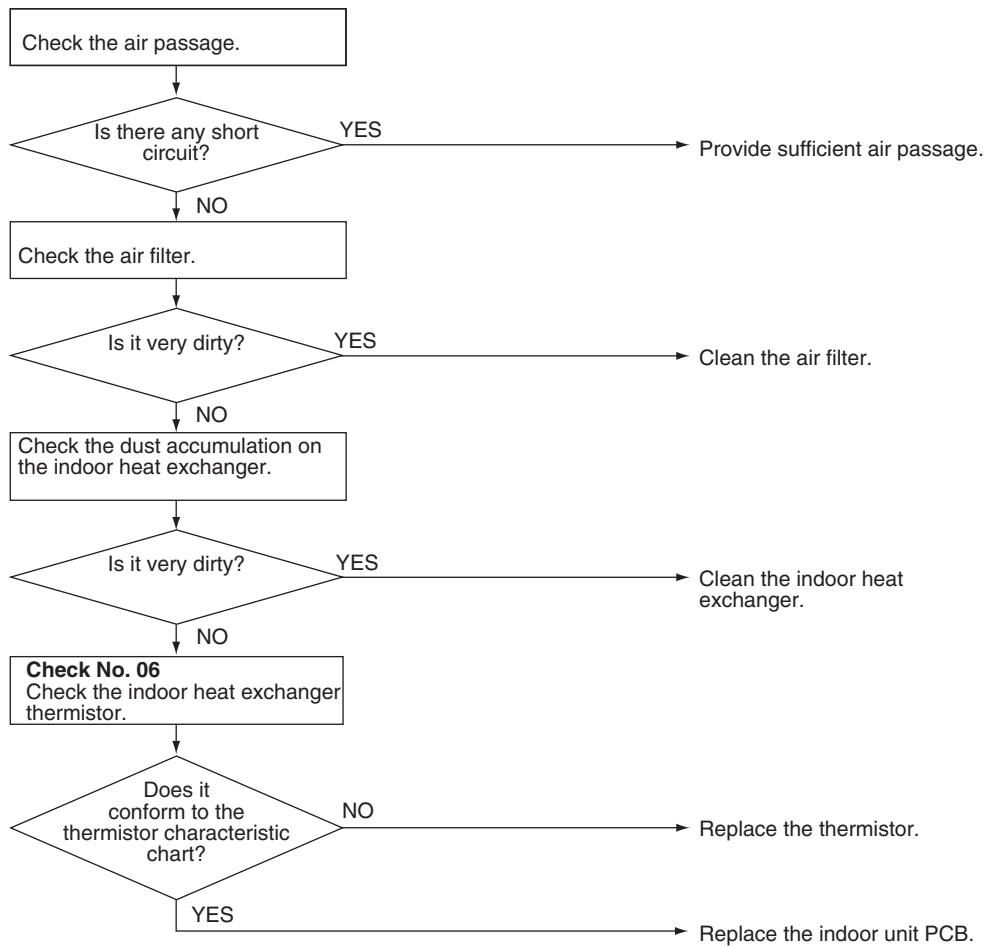 Check the air passage.
Is there any short
circuit?
YES
Provide sufficient air passage.
NO
Check the air filter.
Is it very dirty?
YES
Clean the air filter.
NO
Check the dust accumulation on
the indoor heat exchanger.
Is it very dirty?
YES
Clean the indoor heat
exchanger.
NO
Check No. 06
Check the indoor heat exchanger
thermistor.
Does it
conform to the
thermistor characteristic
chart?
NO
Replace the thermistor.
YES
Replace the indoor unit PCB.